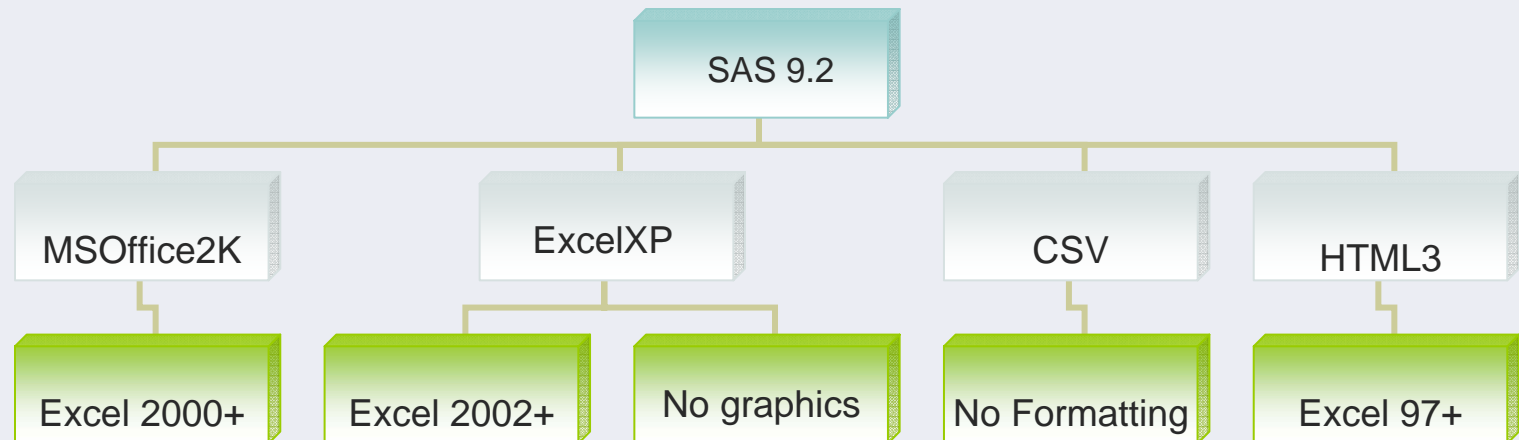 SAS 9.2
MSOffice2K
ExcelXP
CSV
HTML3
Excel 2000+
Excel 2002+
No graphics
No Formatting
Excel 97+